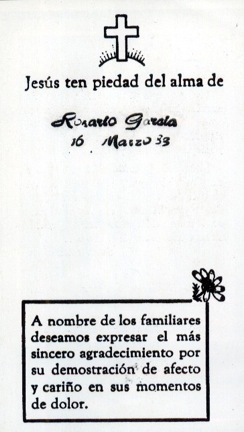 Jesús ten piedad del alma de
Rosario Garcia
16 Marzo 33
A nombre de los familiares
deseamos expresar el más
sincero agradecimiento por
su demostración de afecto
y cariño en sus momentos
de dolor.